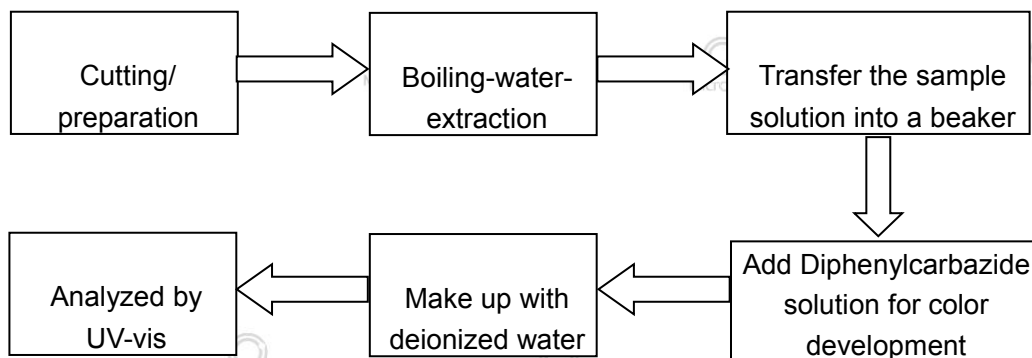 Cutting/
preparation
Boiling-water-
extraction
Transfer the sample
solution into a beaker
Add Diphenylcarbazide
solution for color
development
Make up with
deionized water
Analyzed by
UV-vis